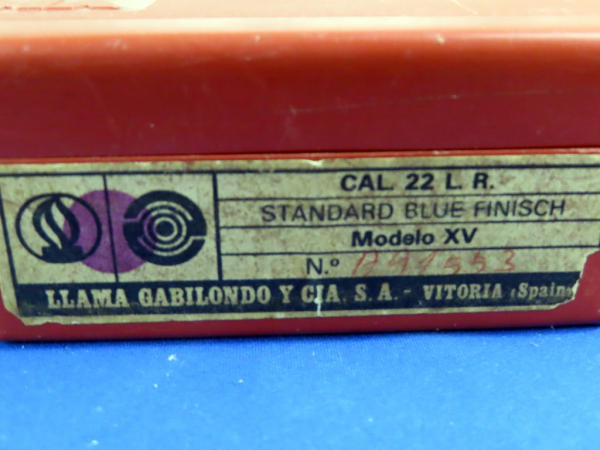 CAL. 22 L. R.
STANDARD BLUE FINISCH
Modelo XV
N.º
LLAMA GABILONDO Y CIA. S.A. - VITORIA (Spain)